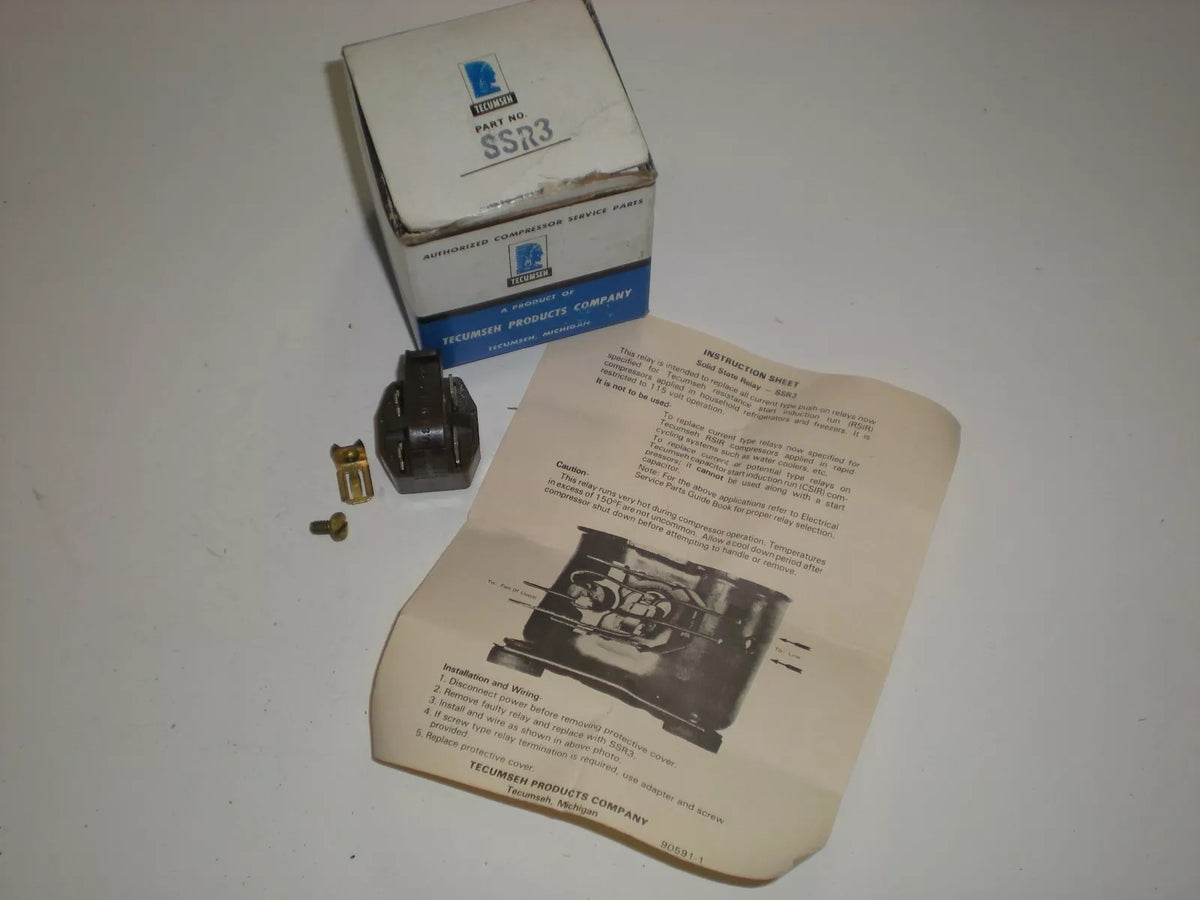 TECUMSEH
PART NO.
SSR3
AUTHORIZED COMPRESSOR SERVICE PARTS
TECUMSEH
A PRODUCT OF
TECUMSEH PRODUCTS COMPANY
TECUMSEH, MICHIGAN
INSTRUCTION SHEET
Solid State Relay - SSR3
This relay is intended to replace all current type push-on relays now
specified for Tecumseh resistance start induction run (RSIR)
compressors applied in household refrigerators and freezers. It is
restricted to 115 volt operation.
It is not to be used-
To replace current type relays now specified for
Tecumseh RSIR compressors applied in rapid
cycling systems such as water coolers, etc.
To replace current or potential type relays on
Tecumseh capacitor start induction run (CSIR) com-
pressors; it cannot be used along with a start
capacitor.
Note: For the above applications refer to Electrical
Service Parts Guide Book for proper relay selection.
Caution-
This relay runs very hot during compressor operation. Temperatures
in excess of 150°F are not uncommon. Allow a cool down period after
compressor shut down before attempting to handle or remove.
To: Fan (If Used)
To: Line
Installation and Wiring-
1. Disconnect power before removing protective cover.
2. Remove faulty relay and replace with SSR3.
3. Install and wire as shown in above photo.
4. If screw type relay termination is required, use adapter and screw
provided.
5. Replace protective cover.
TECUMSEH PRODUCTS COMPANY
Tecumseh, Michigan
90591-1